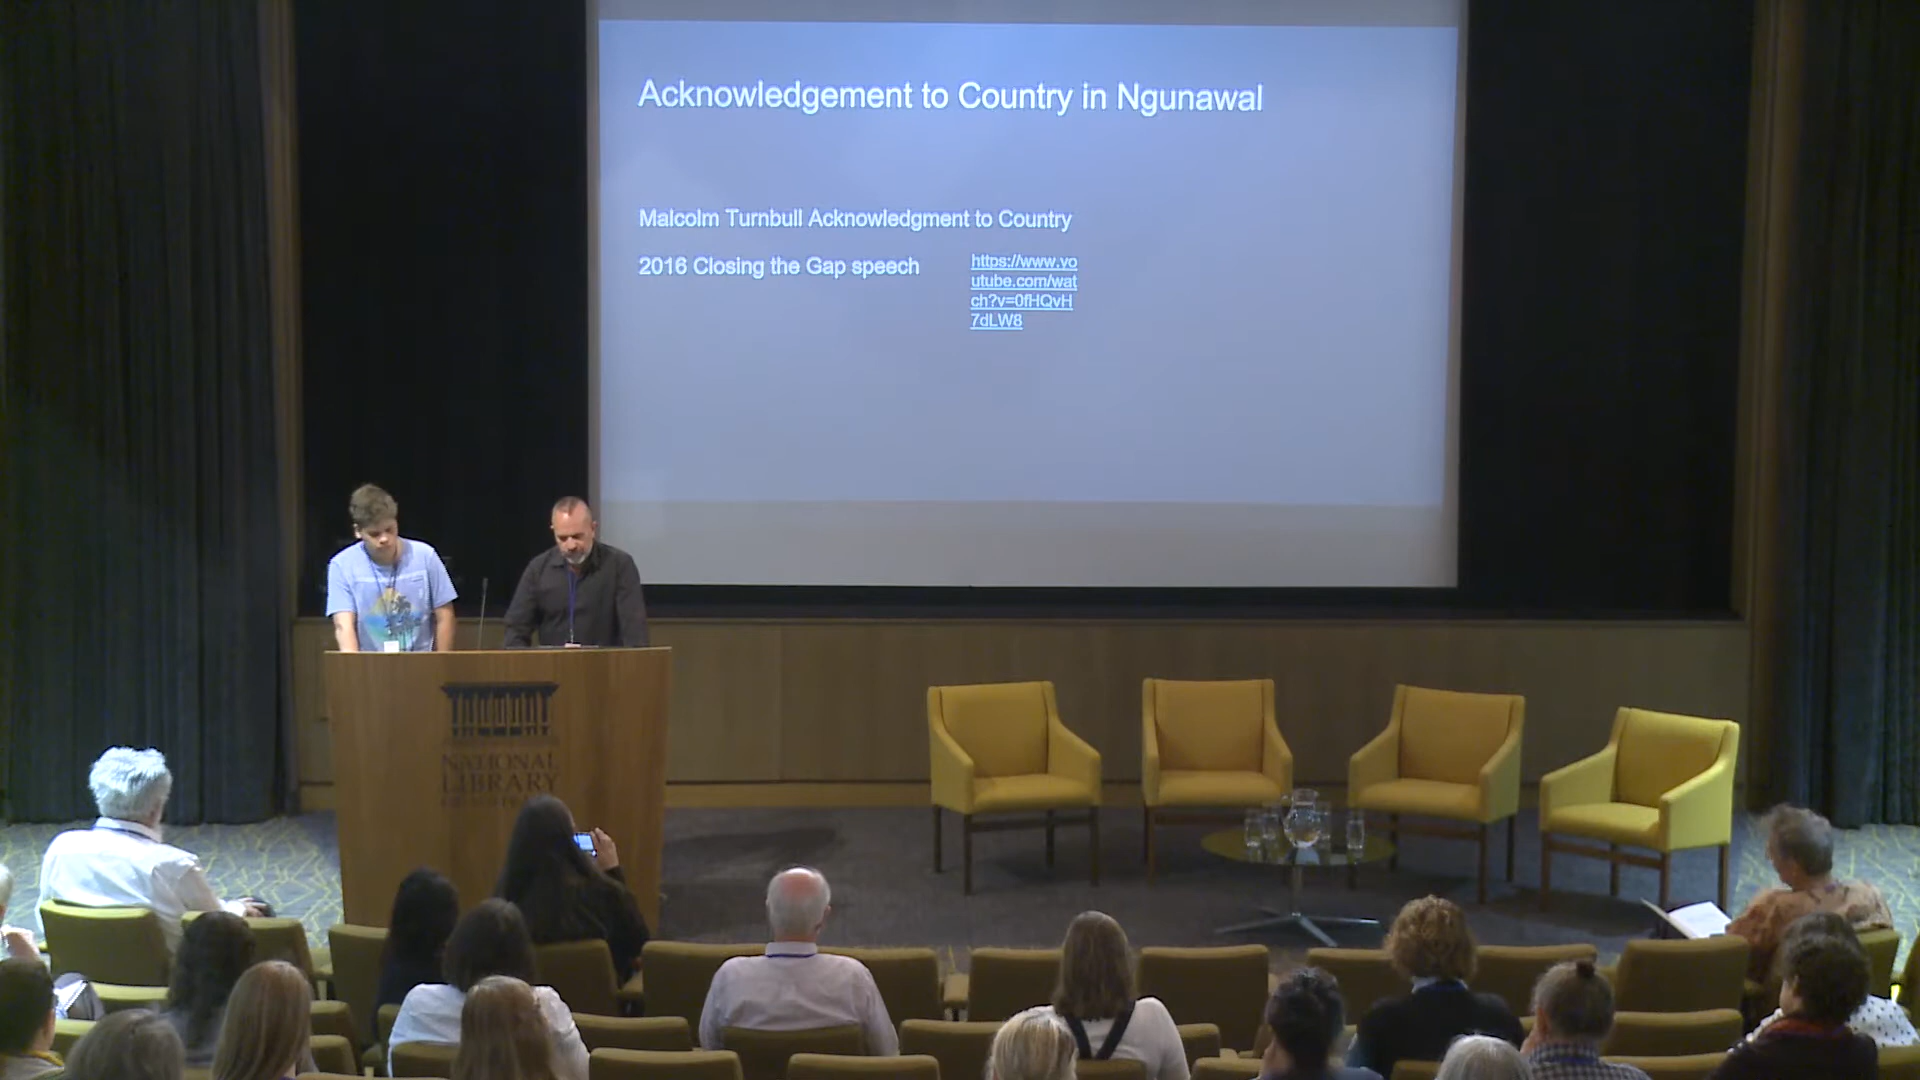 Acknowledgement to Country in Ngunawal
Malcolm Turnbull Acknowledgment to Country
2016 Closing the Gap speech
https://www.yo
utube.com/wat
ch?v=0fHQvH
7dLW8
NATIONAL
LIBRARY